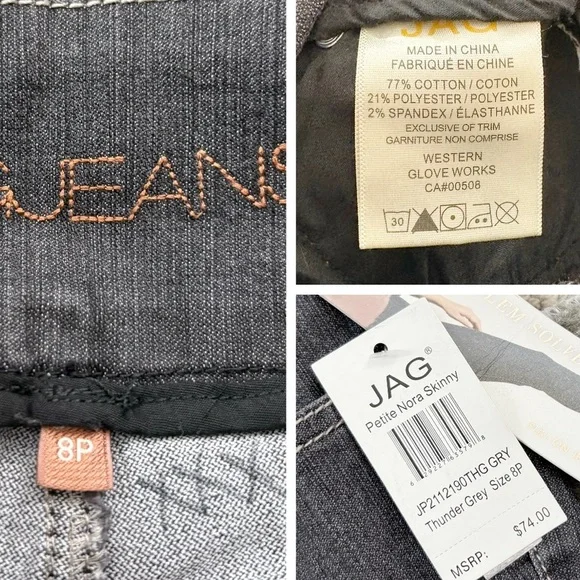 GJEANS
8P
JAG
MADE IN CHINA
FABRIQUÉ EN CHINE
77% COTTON / COTON
21% POLYESTER / POLYESTER
2% SPANDEX / ÉLASTHANNE
EXCLUSIVE OF TRIM
GARNITURE NON COMPRISE
WESTERN
GLOVE WORKS
CA#00508
30
JAG®
Petite Nora Skinny
JP2112190THG GRY
Thunder Grey Size 8P
MSRP: $74.00